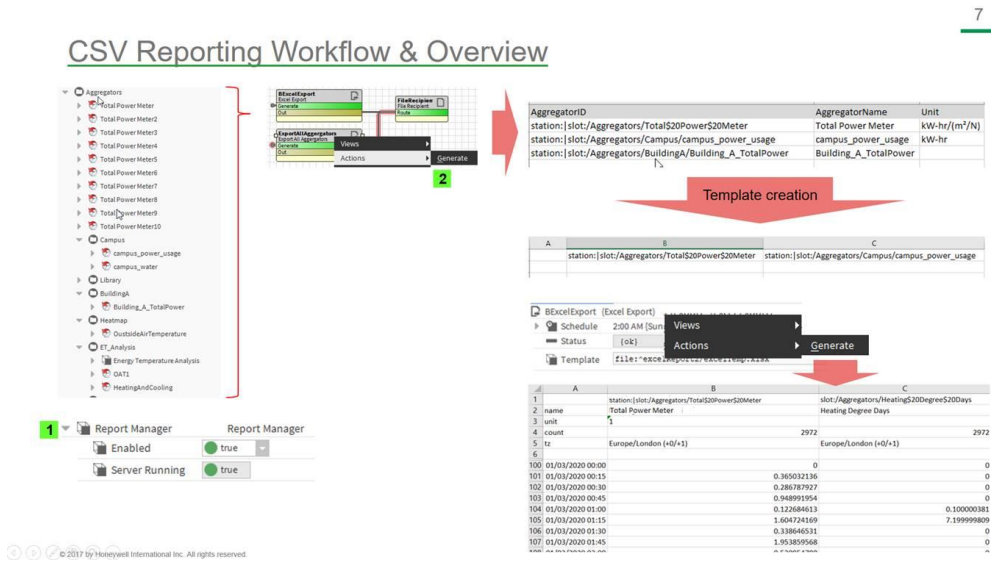 7
CSV Reporting Workflow & Overview
Aggregators
Total Power Meter
Total Power Meter2
Total Power Meter3
Total Power Meter4
Total Power Meter5
Total Power Meter6
Total Power Meter7
Total Power Meter8
Total Power Meter9
Total Power Meter10
Campus
campus_power_usage
campus_water
Library
BuildingA
Building_A_TotalPower
Heatmap
OustsideAirTemperature
ET_Analysis
Energy Temperature Analysis
OAT1
HeatingAndCooling
1
Report Manager Report Manager
Enabled true
Server Running true
BExcelExport
Excel Export
Generate
Out
FileRecipien
File Recipient
Route
ExportAllAggergators
Export All Aggergators
Generate
Out
Views
Actions Generate
2
AggregatorID AggregatorName Unit
station:|slot:/Aggregators/Total$20Power$20Meter Total Power Meter kW-hr/(m²/N)
station:|slot:/Aggregators/Campus/campus_power_usage campus_power_usage kW-hr
station:|slot:/Aggregators/BuildingA/Building_A_TotalPower Building_A_TotalPower
Template creation
A B C
station:|slot:/Aggregators/Total$20Power$20Meter station:|slot:/Aggregators/Campus/campus_power_usage
BExcelExport (Excel Export)
Schedule 2:00 AM {Sun
Status {ok}
Template file:^excelReport2/excelTemp.xlsx
Views
Actions Generate
A B C
1 station:|slot:/Aggregators/Total$20Power$20Meter slot:/Aggregators/Heating$20Degree$20Days
2 name Total Power Meter Heating Degree Days
3 unit 1
4 count 2972 2972
5 tz Europe/London (+0/+1) Europe/London (+0/+1)
6
100 01/03/2020 00:00 0 0
101 01/03/2020 00:15 0.365032136 0
102 01/03/2020 00:30 0.286787927 0
103 01/03/2020 00:45 0.948991954 0
104 01/03/2020 01:00 0.122684613 0.100000381
105 01/03/2020 01:15 1.604724169 7.199999809
106 01/03/2020 01:30 0.338646531 0
107 01/03/2020 01:45 1.953859568 0
© 2017 by Honeywell International Inc. All rights reserved.